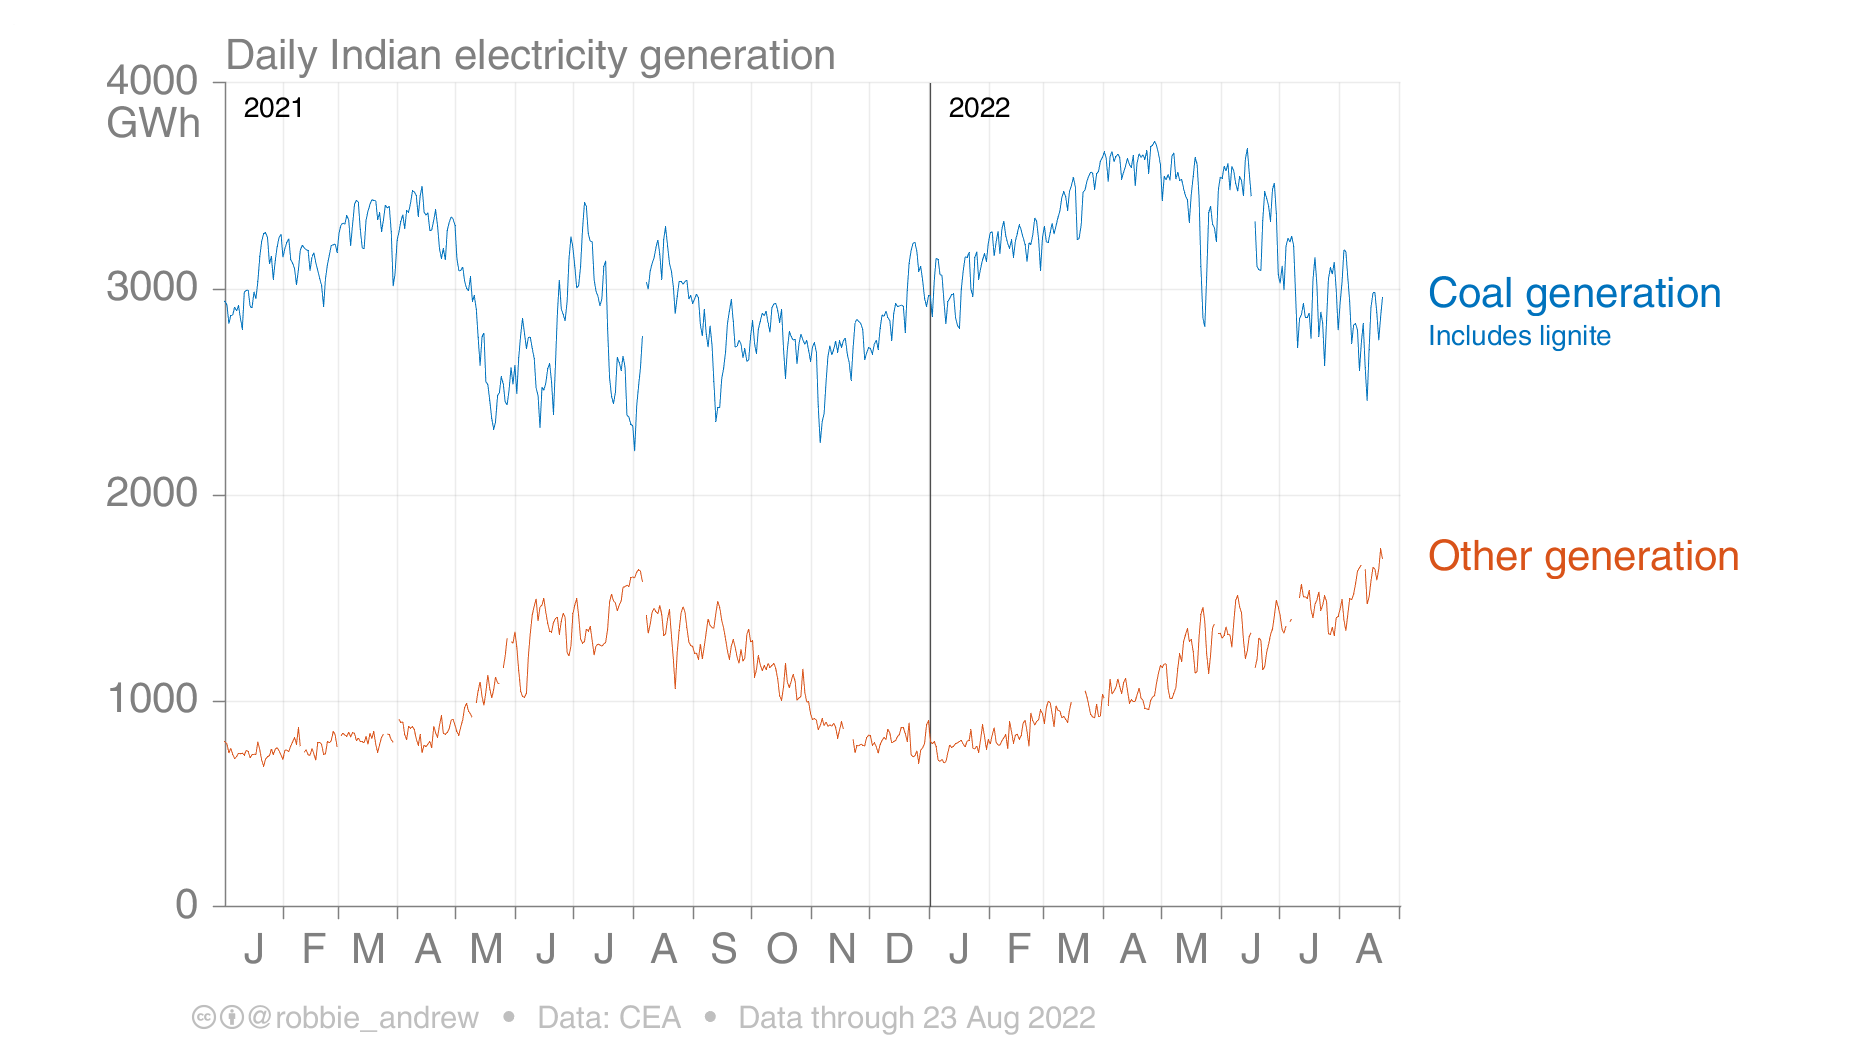 Daily Indian electricity generation
4000
GWh
2021
2022
3000
Coal generation
Includes lignite
2000
Other generation
1000
0
J F M A M J J A S O N D J F M A M J J A
@robbie_andrew • Data: CEA • Data through 23 Aug 2022